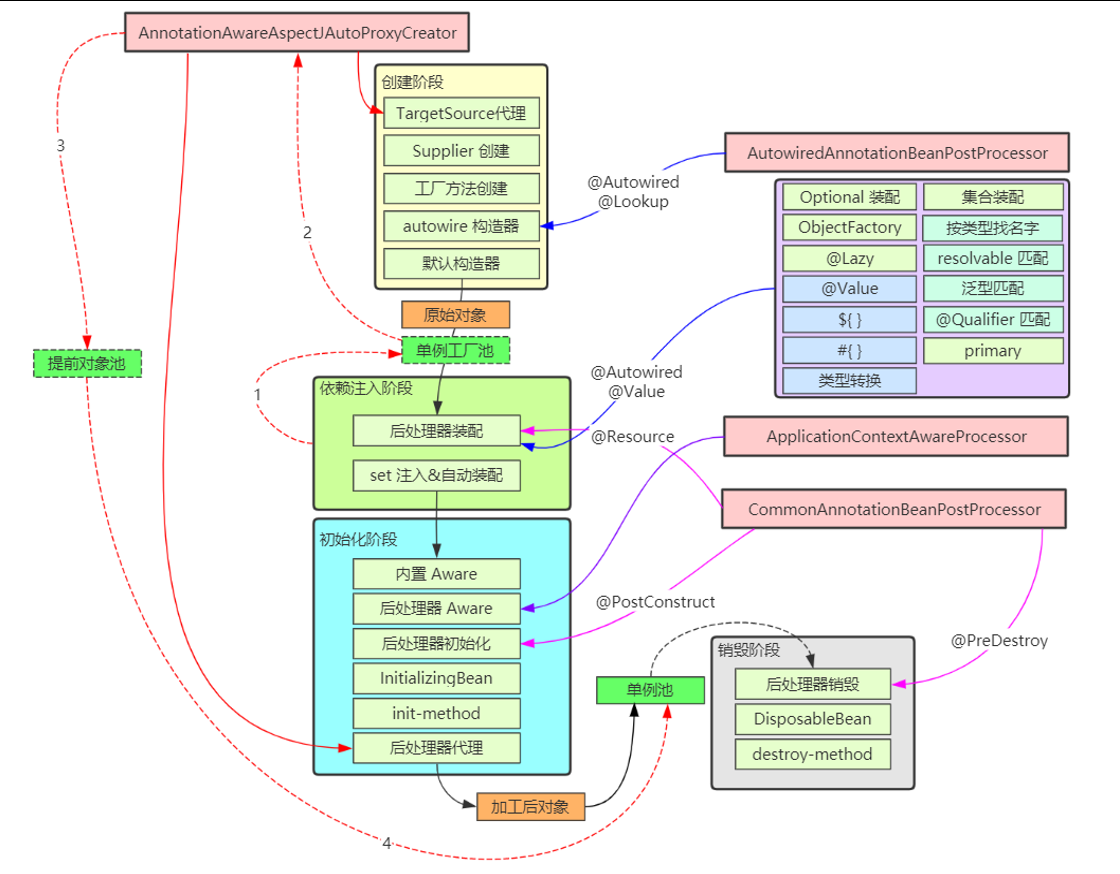 AnnotationAwareAspectJAutoProxyCreator
创建阶段
TargetSource代理
Supplier 创建
工厂方法创建
autowire 构造器
默认构造器
@Autowired
@Lookup
AutowiredAnnotationBeanPostProcessor
Optional 装配
集合装配
ObjectFactory
按类型找名字
@Lazy
resolvable 匹配
@Value
泛型匹配
${ }
@Qualifier 匹配
#{ }
primary
类型转换
3
2
原始对象
单例工厂池
提前对象池
1
依赖注入阶段
后处理器装配
set 注入&自动装配
@Autowired
@Value
@Resource
ApplicationContextAwareProcessor
CommonAnnotationBeanPostProcessor
初始化阶段
内置 Aware
后处理器 Aware
后处理器初始化
InitializingBean
init-method
后处理器代理
@PostConstruct
@PreDestroy
单例池
销毁阶段
后处理器销毁
DisposableBean
destroy-method
加工后对象
4